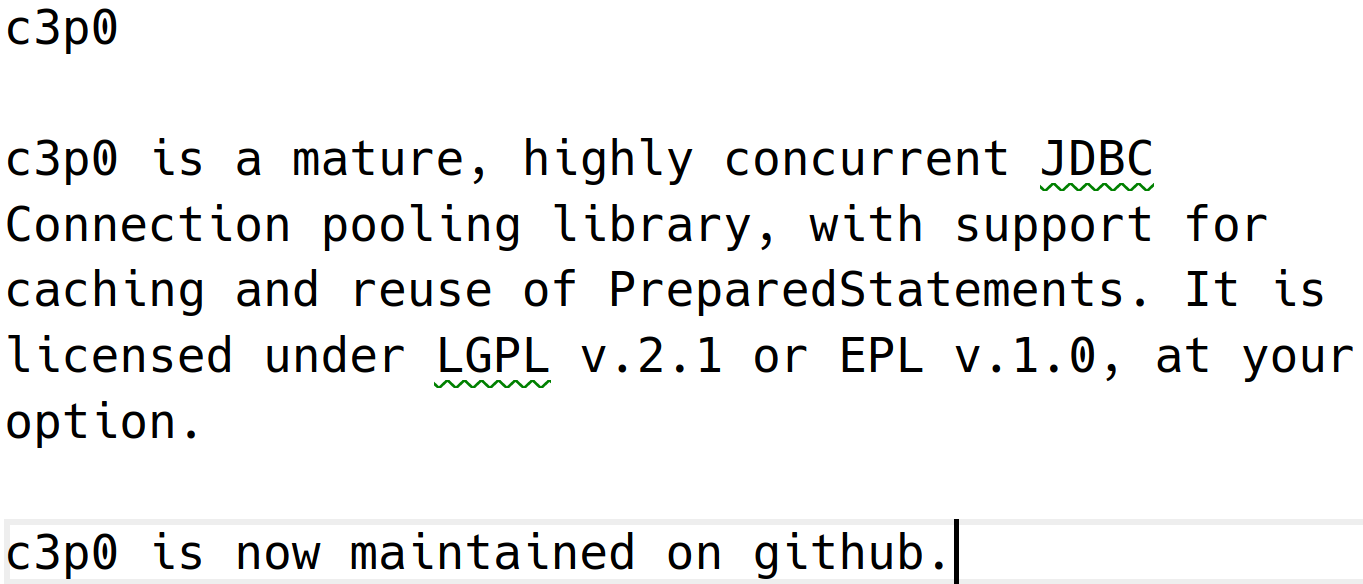 c3p0
c3p0 is a mature, highly concurrent JDBC
Connection pooling library, with support for
caching and reuse of PreparedStatements. It is
licensed under LGPL v.2.1 or EPL v.1.0, at your
option.
c3p0 is now maintained on github.